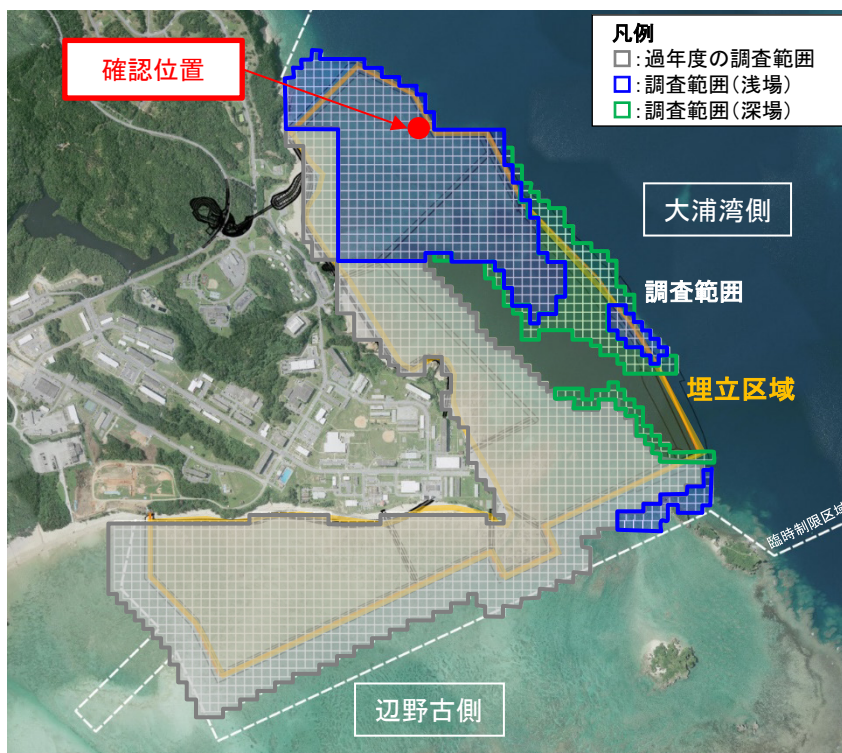 凡例
□:過年度の調査範囲
□:調査範囲(浅場)
□:調査範囲(深場)
確認位置
大浦湾側
調査範囲
埋立区域
臨時制限区域
辺野古側